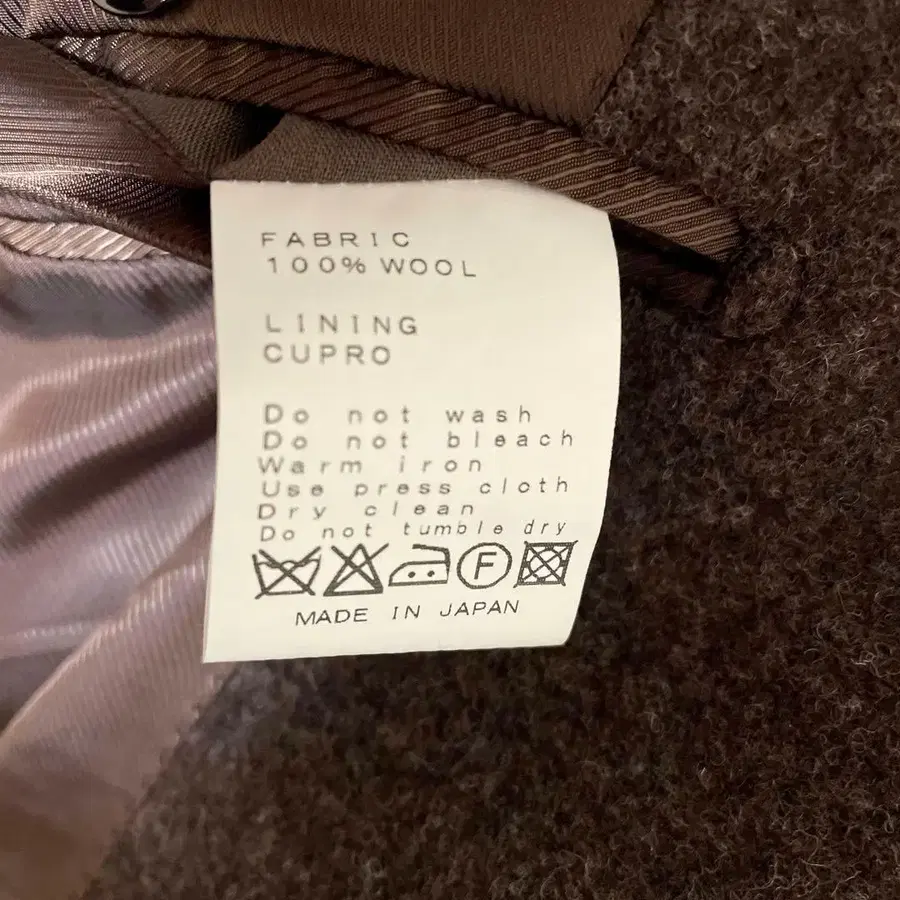 FABRIC
100% WOOL
LINING
CUPRO
Do not wash
Do not bleach
Warm iron
Use press cloth
Dry clean
Do not tumble dry
F
MADE IN JAPAN